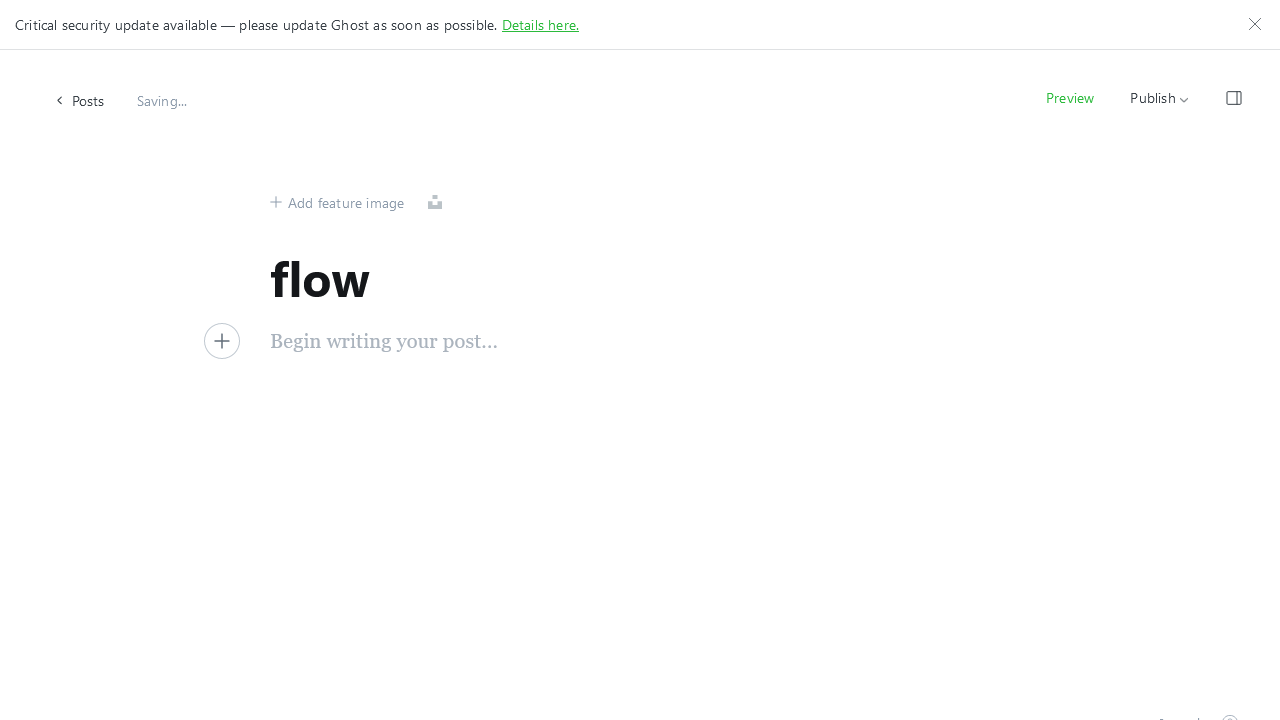 Critical security update available — please update Ghost as soon as possible. Details here.
Posts
Saving...
Preview
Publish
Add feature image
flow
Begin writing your post...